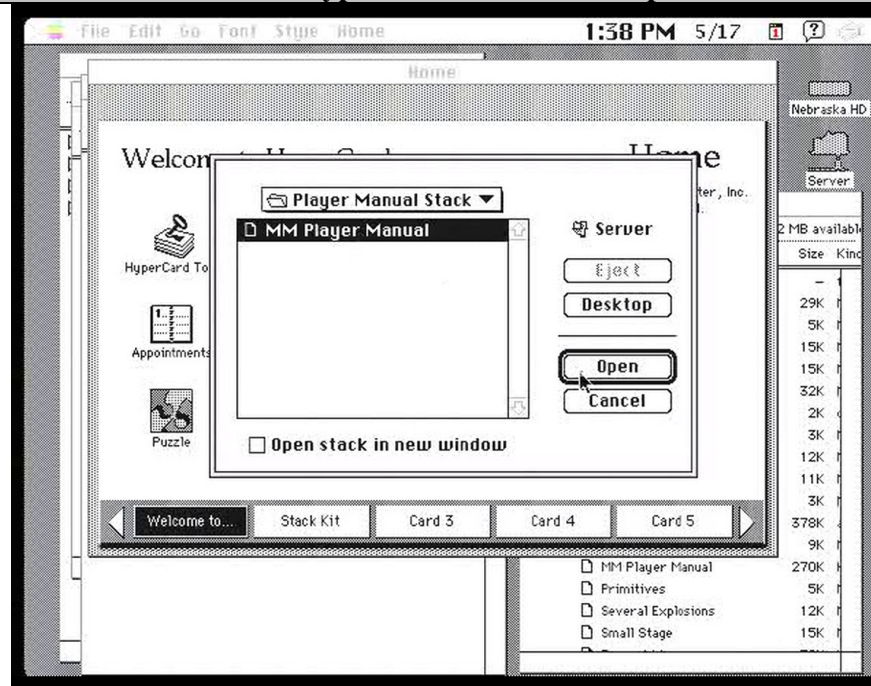 File Edit Go Font Style Home 1:38 PM 5/17
Home
Nebraska HD
Server
Home
HyperCard To
Appointments
Puzzle
Player Manual Stack
MM Player Manual
Server
Eject
Desktop
Open
Cancel
Open stack in new window
ter, Inc.
Welcome to...
Stack Kit
Card 3
Card 4
Card 5
2 MB availabl
Size Kind
29K
5K
15K
15K
32K
2K
3K
12K
11K
3K
378K
9K
MM Player Manual 270K
Primitives 5K
Several Explosions 12K
Small Stage 15K